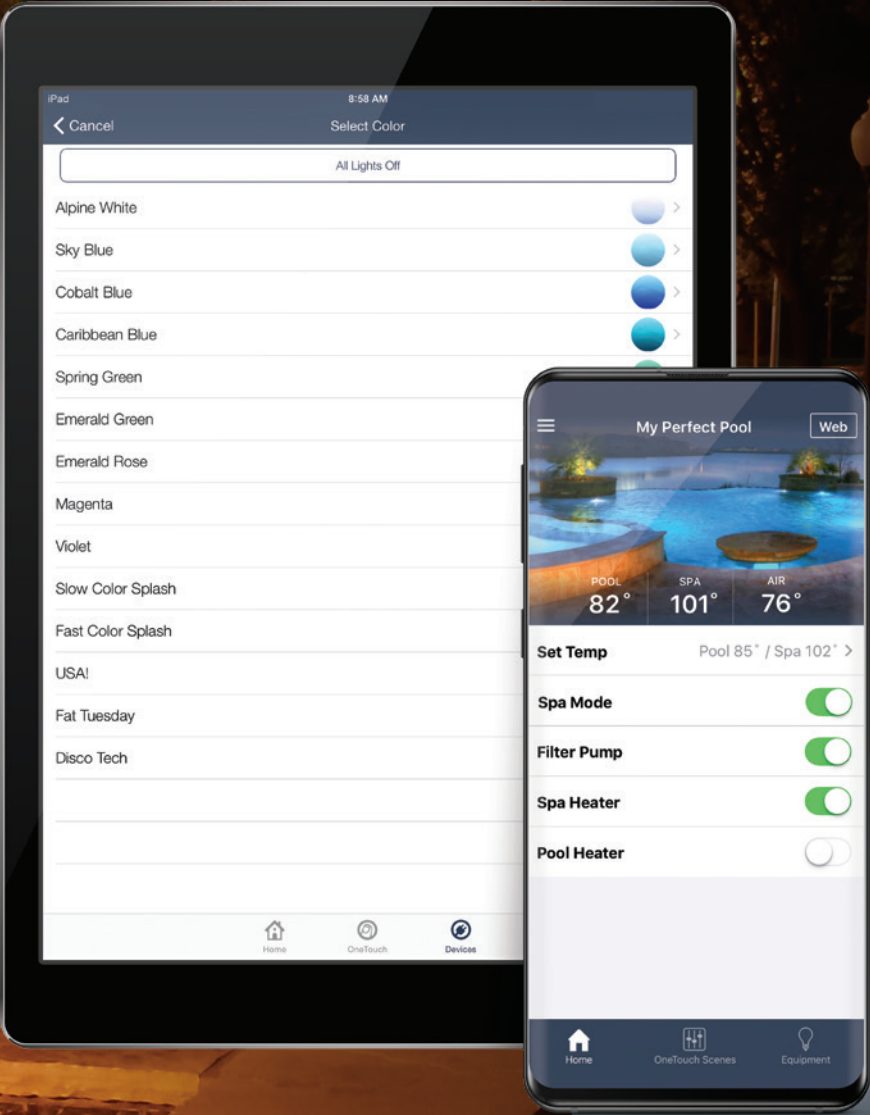 iPad 8:58 AM
Cancel Select Color
All Lights Off
Alpine White
Sky Blue
Cobalt Blue
Caribbean Blue
Spring Green
Emerald Green
Emerald Rose
Magenta
Violet
Slow Color Splash
Fast Color Splash
USA!
Fat Tuesday
Disco Tech
Home OneTouch Devices
My Perfect Pool Web
POOL SPA AIR
82° 101° 76°
Set Temp Pool 85° / Spa 102°
Spa Mode
Filter Pump
Spa Heater
Pool Heater
Home OneTouch Scenes Equipment